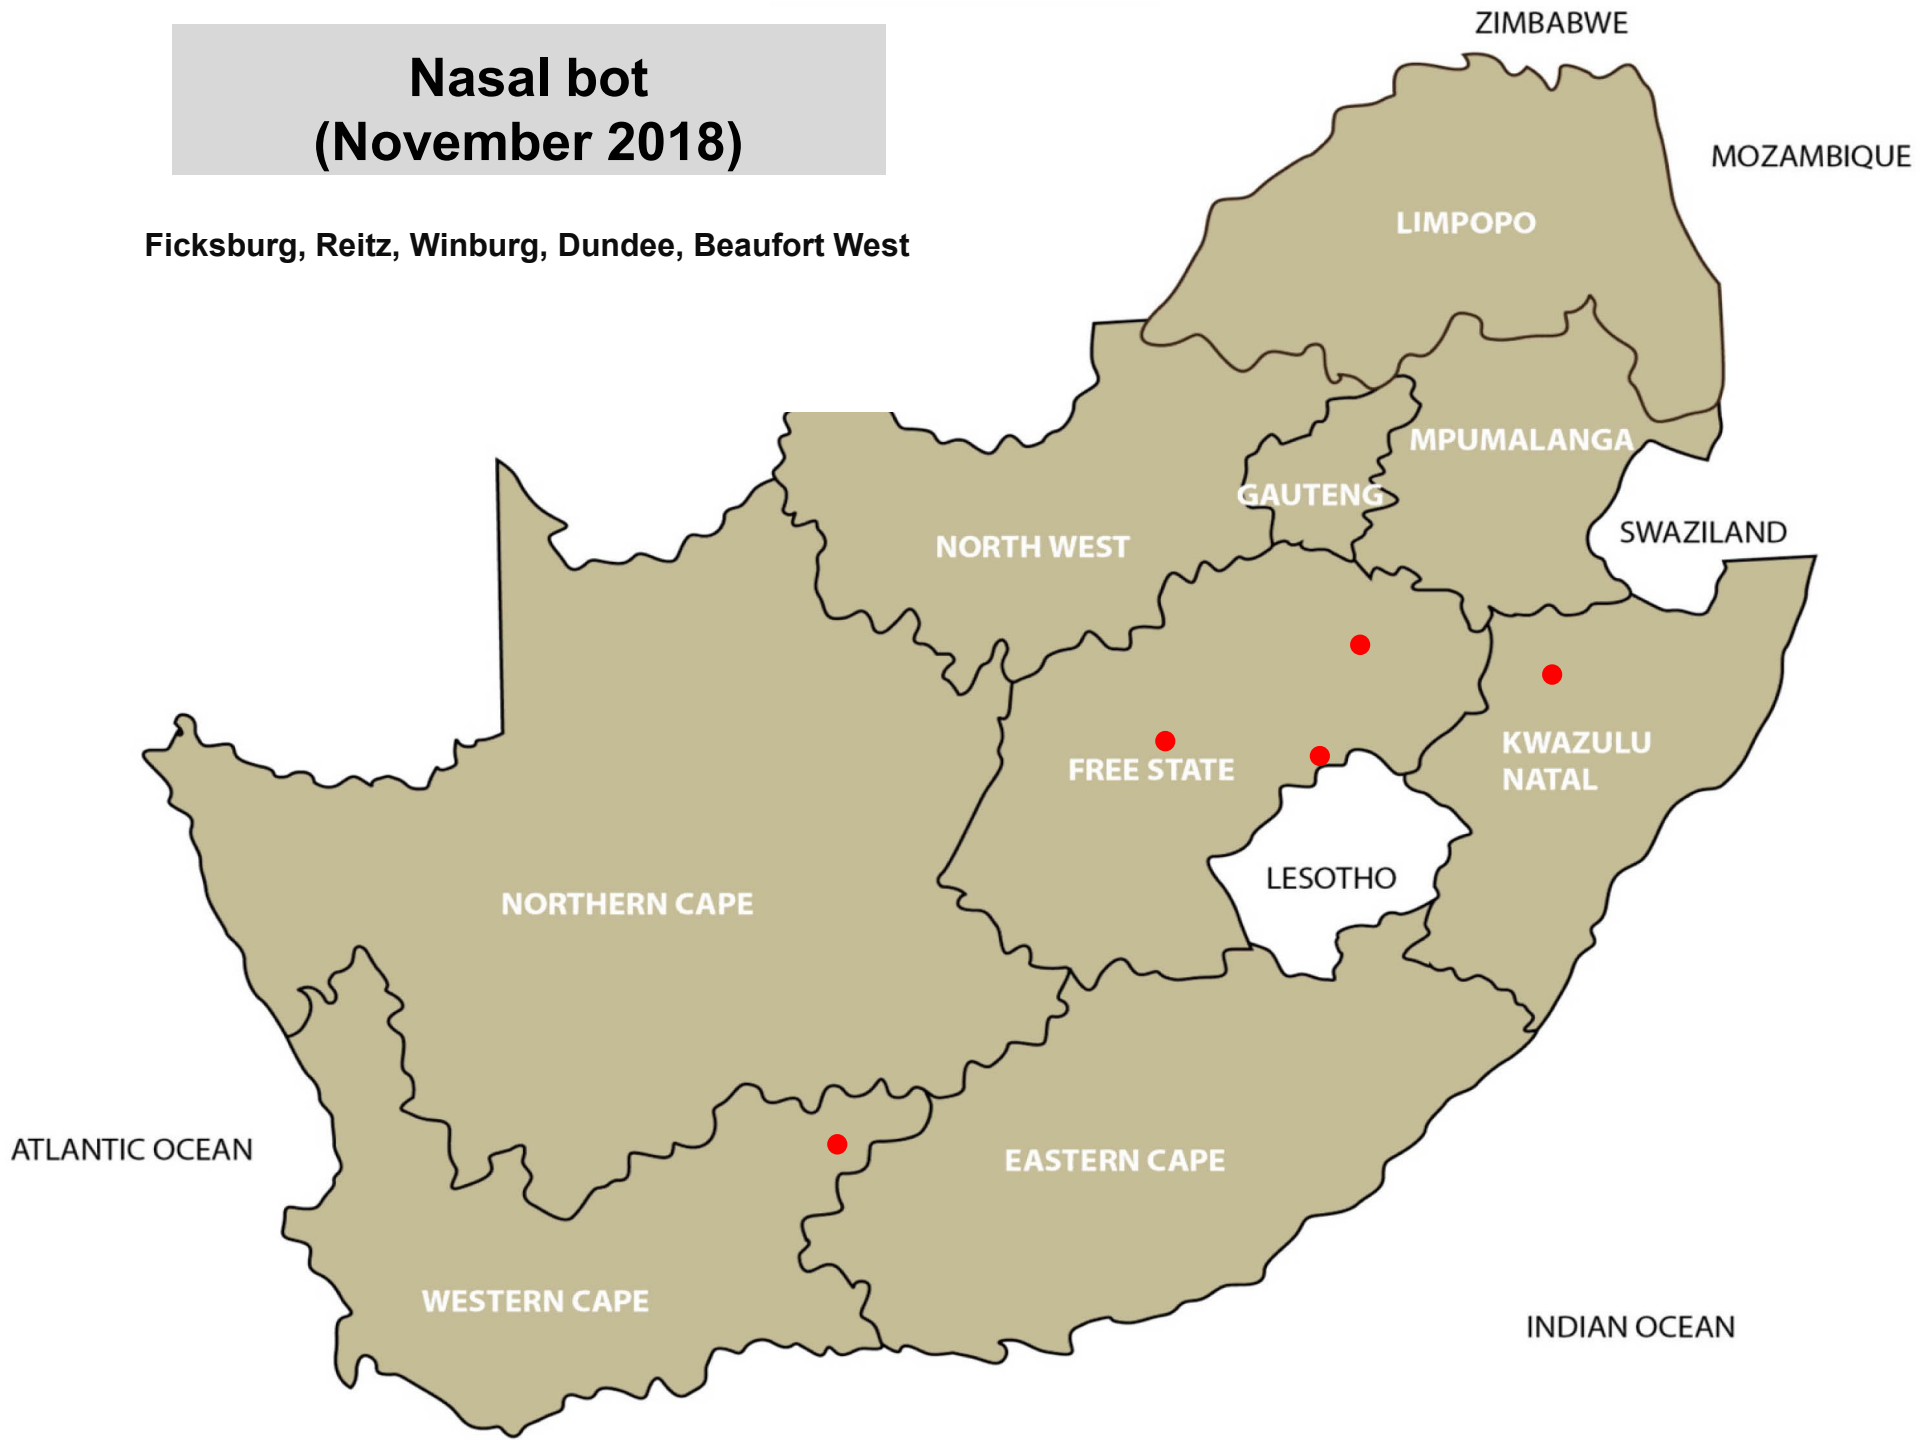 Nasal bot
(November 2018)
Ficksburg, Reitz, Winburg, Dundee, Beaufort West
ZIMBABWE
MOZAMBIQUE
LIMPOPO
MPUMALANGA
GAUTENG
SWAZILAND
NORTH WEST
KWAZULU
NATAL
FREE STATE
LESOTHO
NORTHERN CAPE
ATLANTIC OCEAN
EASTERN CAPE
WESTERN CAPE
INDIAN OCEAN